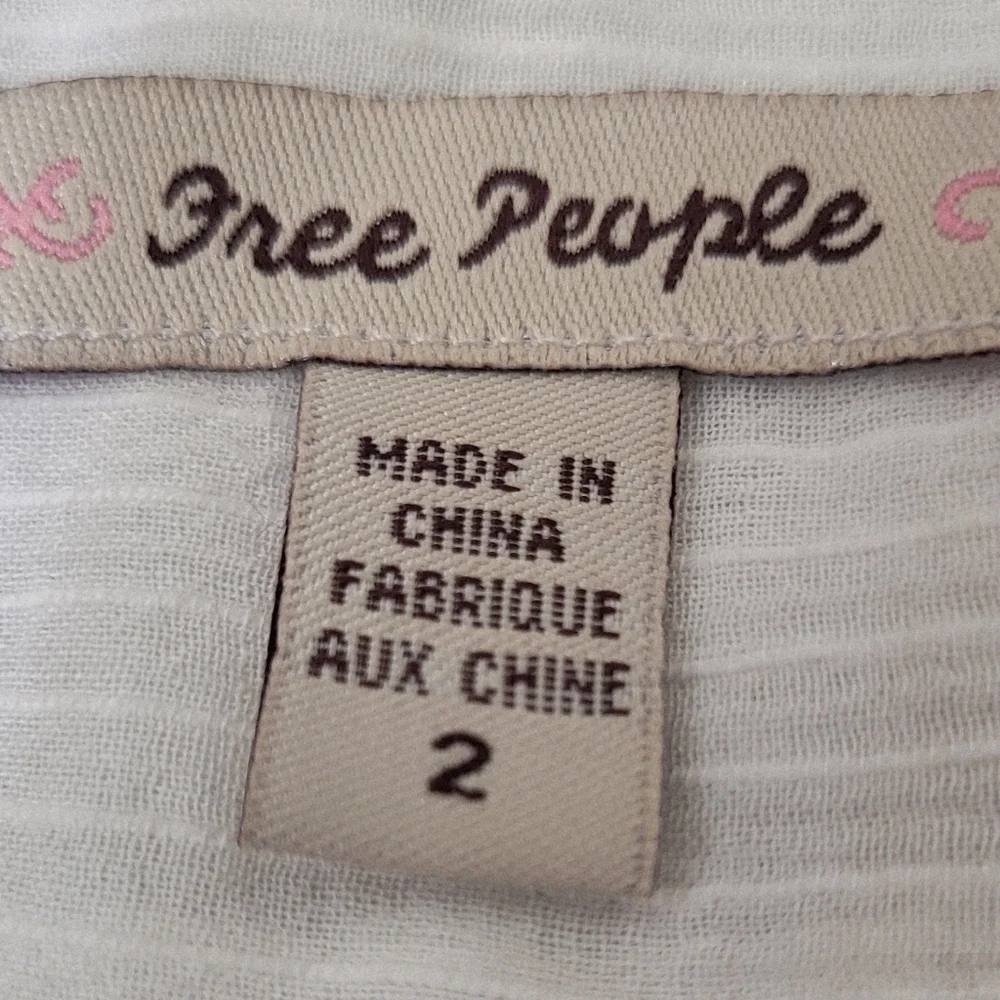 Free People
MADE IN
CHINA
FABRIQUE
AUX CHINE
2